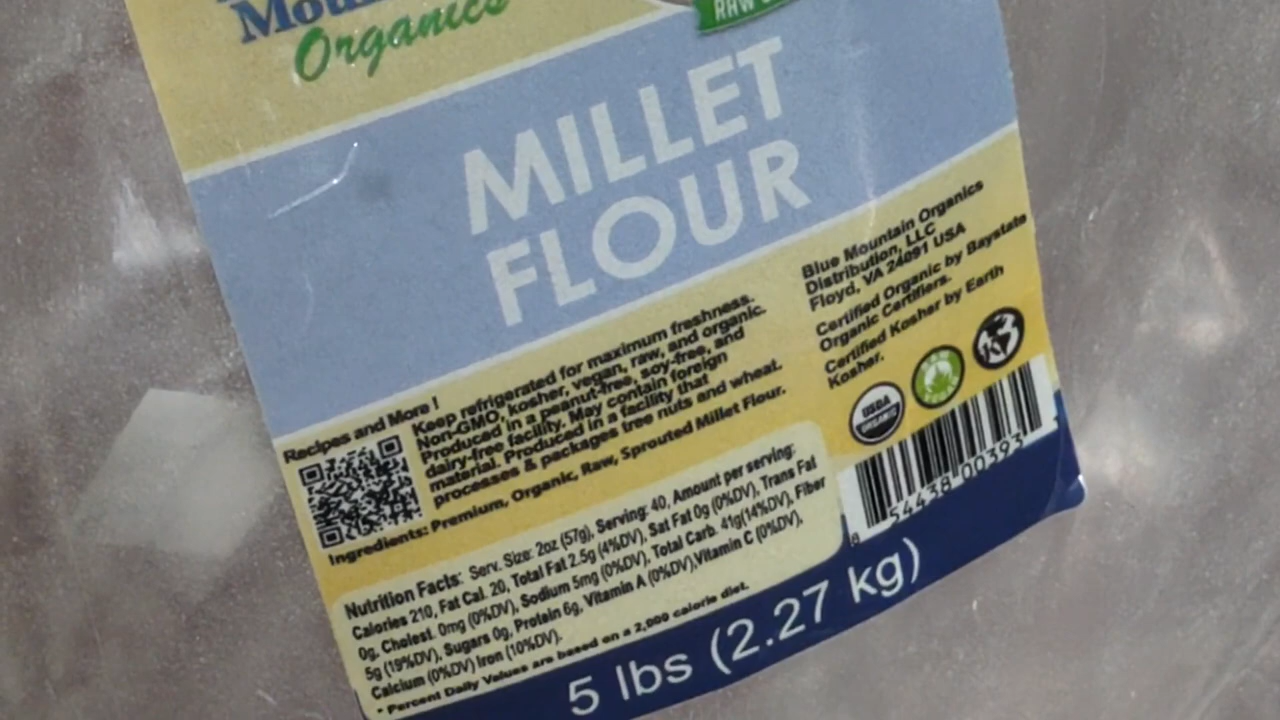 Organics
RAW
MILLET
FLOUR
Blue Mountain Organics
Distribution, LLC
Floyd, VA 24091 USA
Certified Organic by Baystate
Organic Certifiers.
Certified Kosher by Earth
Kosher.
USDA
ORGANIC
Recipes and More !
Keep refrigerated for maximum freshness.
Non-GMO, kosher, vegan, raw, and organic.
Produced in a peanut-free, soy-free, and
dairy-free facility. May contain foreign
material. Produced in a facility that
processes & packages tree nuts and wheat.
Ingredients: Premium, Organic, Raw, Sprouted Millet Flour.
Nutrition Facts: Serv. Size: 2oz (57g), Serving: 40, Amount per serving:
Calories 210, Fat Cal. 20, Total Fat 2.5g (4%DV), Sat Fat 0g (0%DV), Trans Fat
0g, Cholest. 0mg (0%DV), Sodium 5mg (0%DV), Total Carb. 41g(14%DV), Fiber
5g (19%DV), Sugars 0g, Protein 6g, Vitamin A (0%DV),Vitamin C (0%DV),
Calcium (0%DV) Iron (10%DV).
* Percent Daily Values are based on a 2,000 calorie diet.
8 54438 00393
5 lbs (2.27 kg)